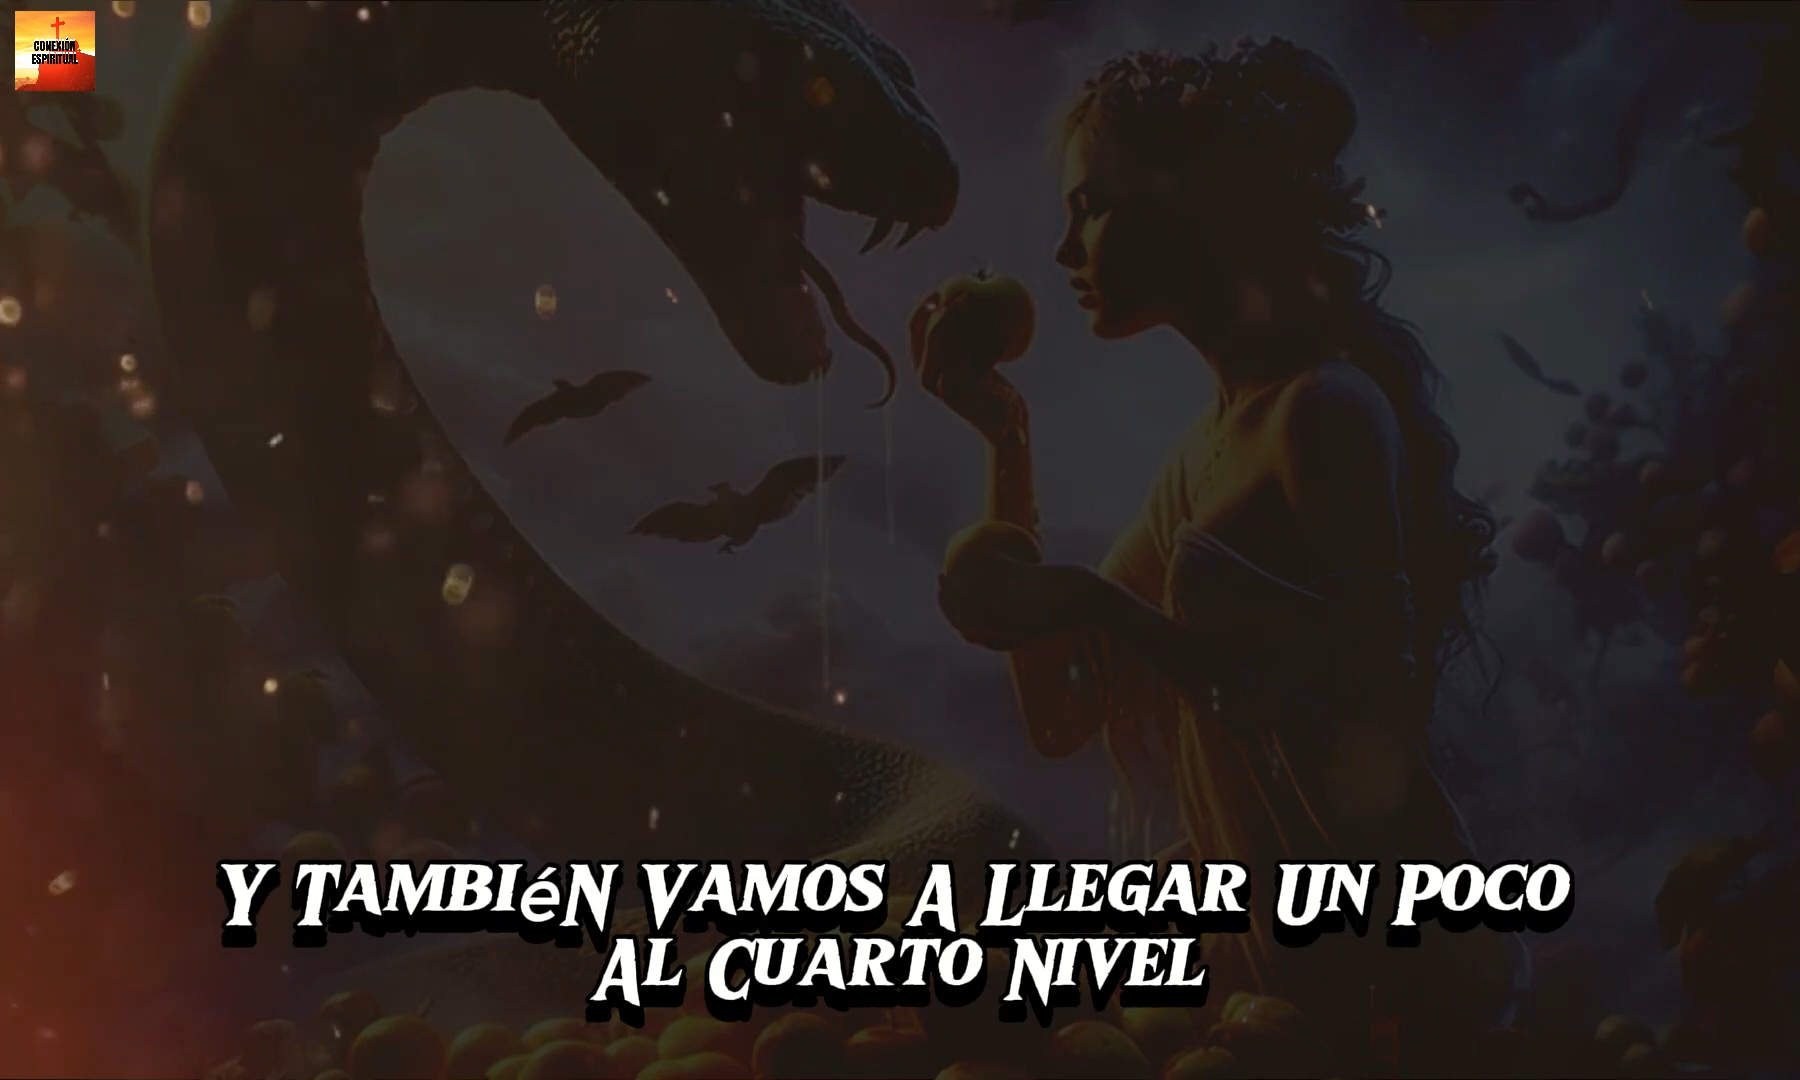 CONEXIÓN
ESPIRITUAL
Y TAMBIéN VAMOS A LLEGAR UN POCO
AL CUARTO NIVEL